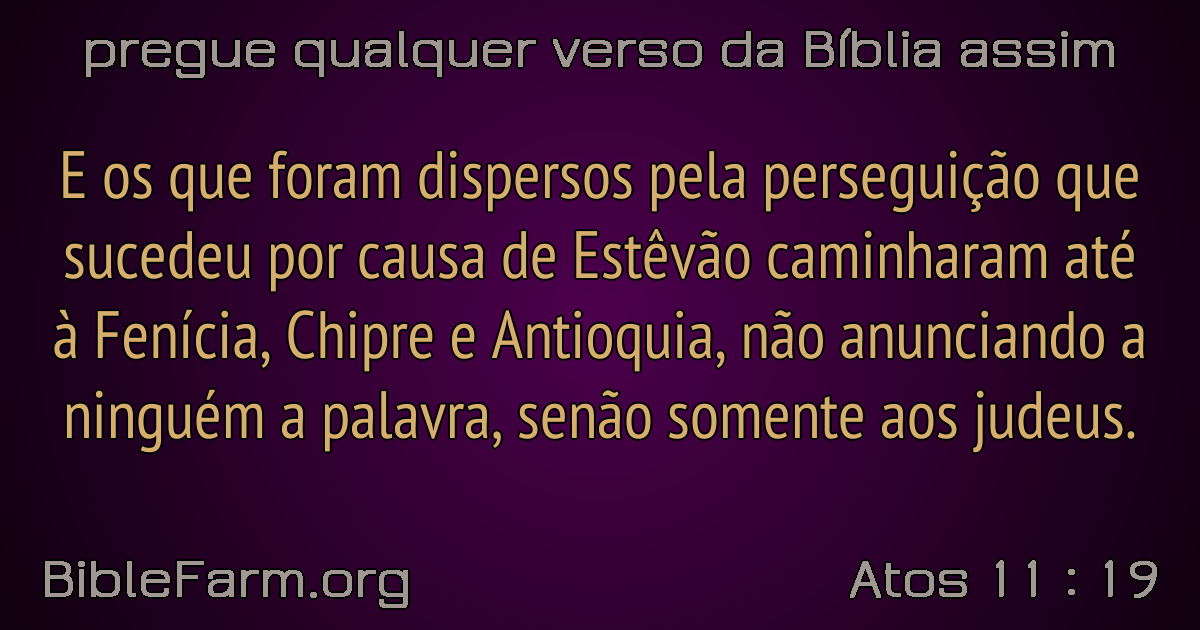 pregue qualquer verso da Bíblia assim
E os que foram dispersos pela perseguição que
sucedeu por causa de Estêvão caminharam até
à Fenícia, Chipre e Antioquia, não anunciando a
ninguém a palavra, senão somente aos judeus.
BibleFarm.org
Atos 11 : 19